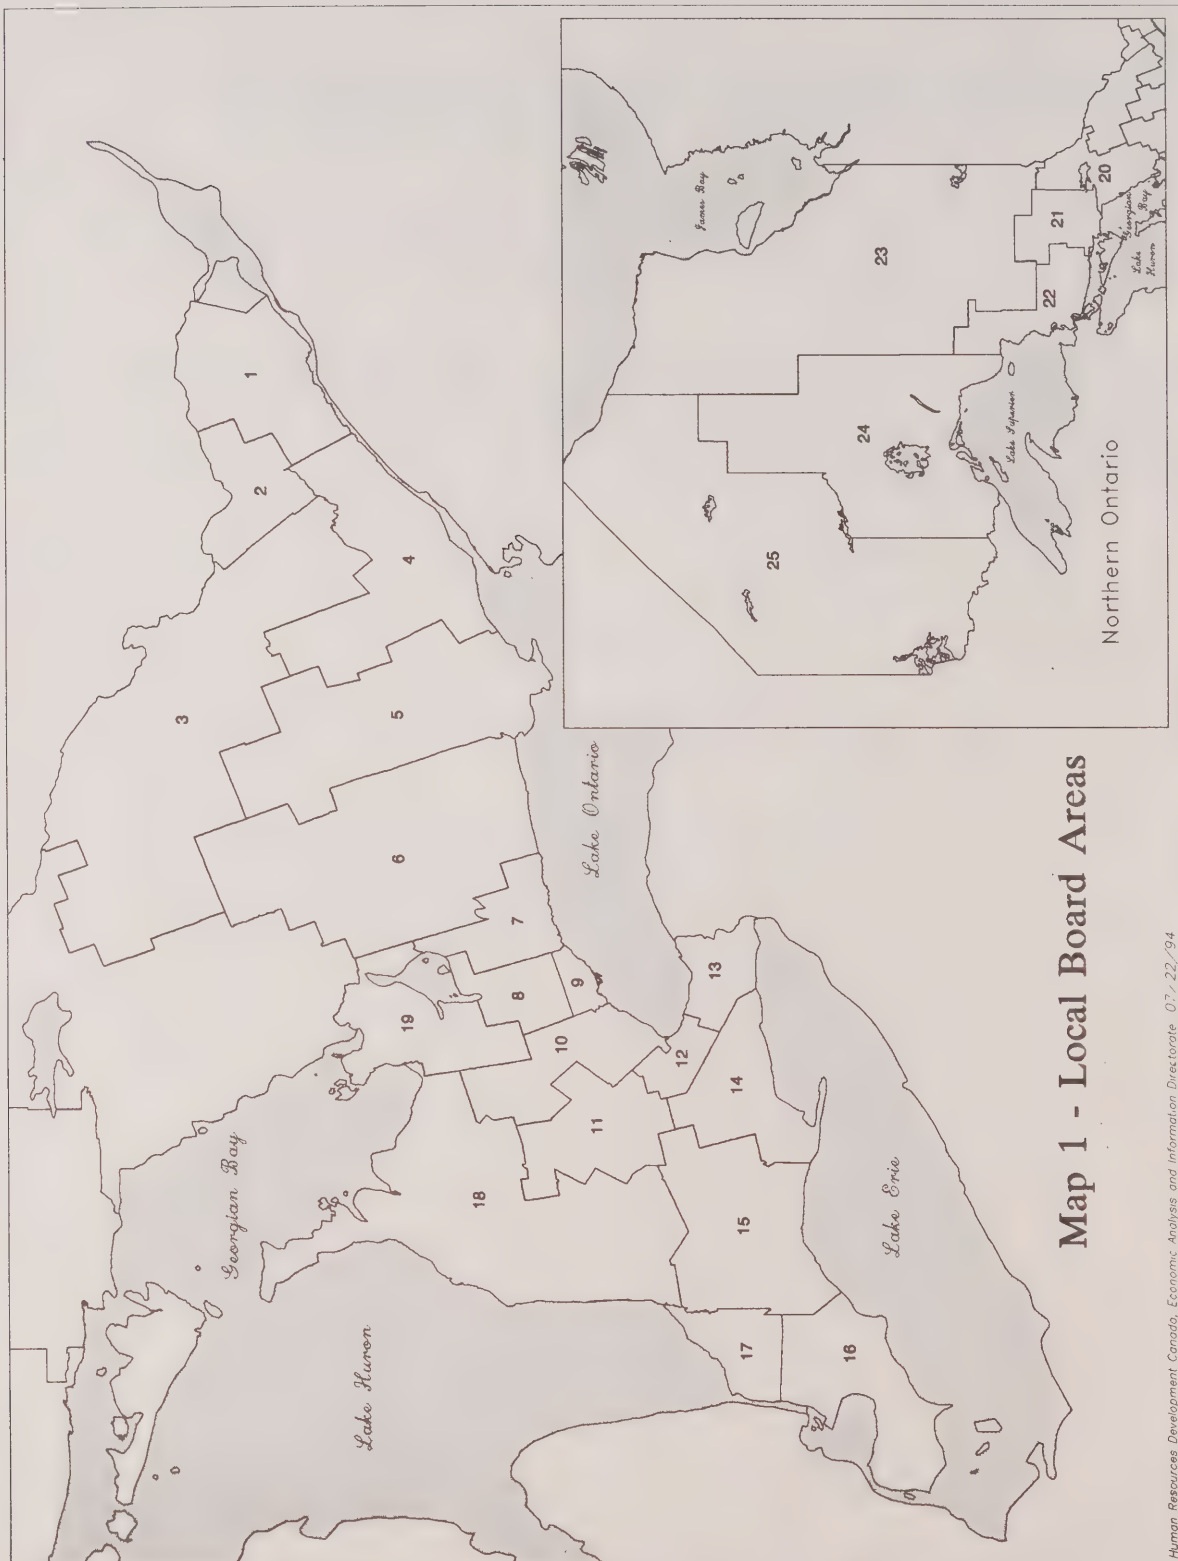 Map 1 - Local Board Areas
Georgian Bay
Lake Huron
Lake Ontario
Lake Erie
1
2
3
4
5
6
7
8
9
10
11
12
13
14
15
16
17
18
19
Northern Ontario
James Bay
Lake Superior
Lake
Huron
Georgian
Bay
20
21
22
23
24
25
Human Resources Development Canada, Economic Analysis and Information Directorate 07/22/94